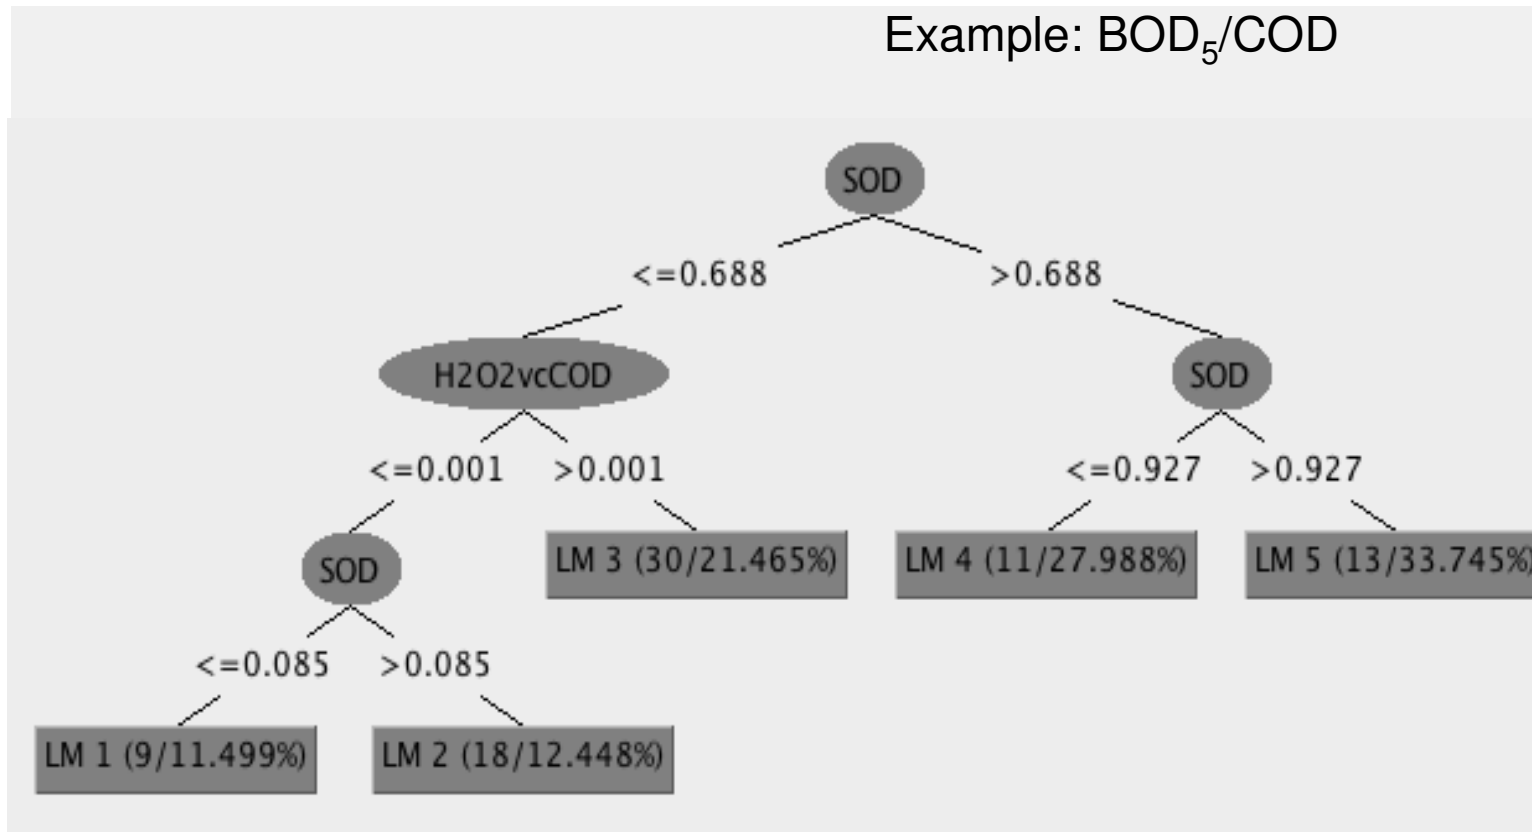 Example: BOD₅/COD
SOD
<=0.688 >0.688
H2O2vcCOD SOD
<=0.001 >0.001 <=0.927 >0.927
SOD LM 3 (30/21.465%) LM 4 (11/27.988%) LM 5 (13/33.745%)
<=0.085 >0.085
LM 1 (9/11.499%) LM 2 (18/12.448%)